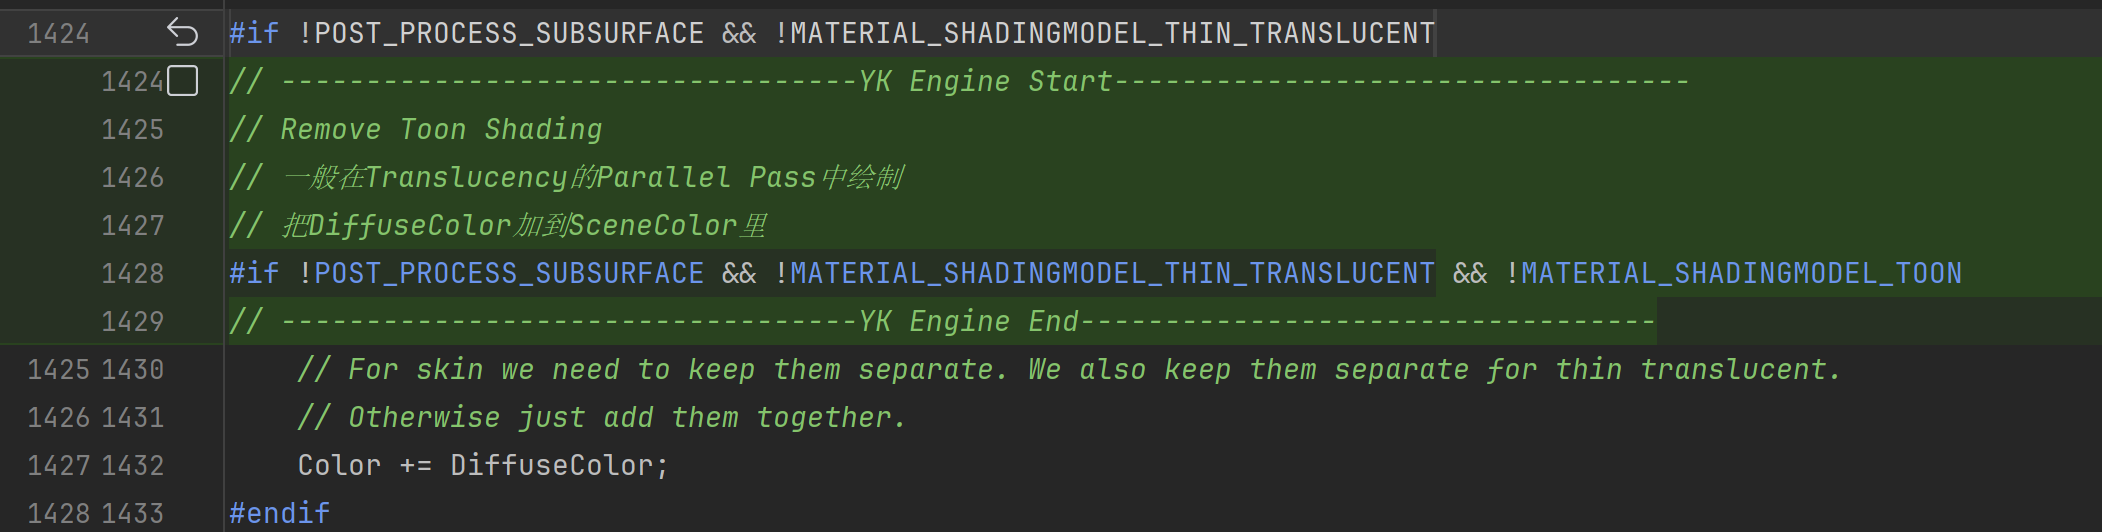 1424 #if !POST_PROCESS_SUBSURFACE && !MATERIAL_SHADINGMODEL_THIN_TRANSLUCENT
1424 // ----------------------------------YK Engine Start----------------------------------
1425 // Remove Toon Shading
1426 // 一般在Translucency的Parallel Pass中绘制
1427 // 把DiffuseColor加到SceneColor里
1428 #if !POST_PROCESS_SUBSURFACE && !MATERIAL_SHADINGMODEL_THIN_TRANSLUCENT && !MATERIAL_SHADINGMODEL_TOON
1429 // ----------------------------------YK Engine End----------------------------------
1425 1430 // For skin we need to keep them separate. We also keep them separate for thin translucent.
1426 1431 // Otherwise just add them together.
1427 1432 Color += DiffuseColor;
1428 1433 #endif